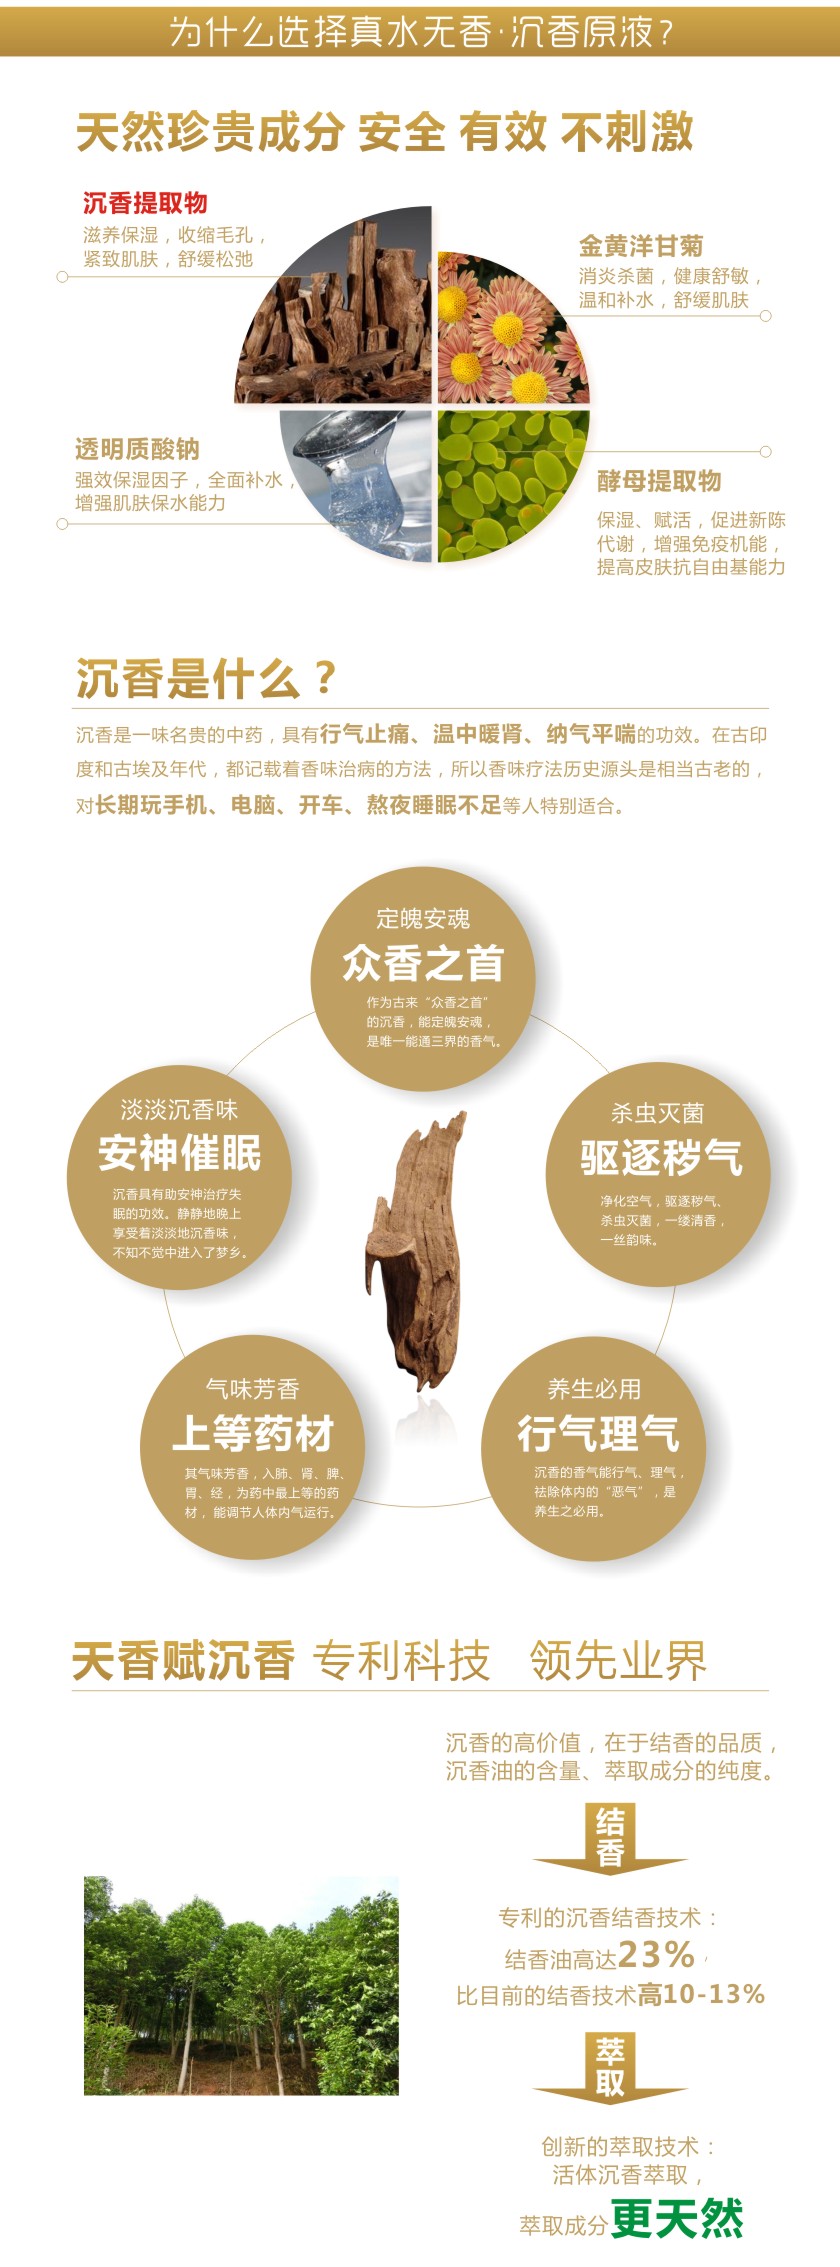 为什么选择真水无香·沉香原液?
天然珍贵成分 安全 有效 不刺激
沉香提取物
滋养保湿，收缩毛孔，
紧致肌肤，舒缓松弛
金黄洋甘菊
消炎杀菌，健康舒敏，
温和补水，舒缓肌肤
透明质酸钠
强效保湿因子，全面补水，
增强肌肤保水能力
酵母提取物
保湿、赋活，促进新陈
代谢，增强免疫机能，
提高皮肤抗自由基能力
沉香是什么？
沉香是一味名贵的中药，具有行气止痛、温中暖肾、纳气平喘的功效。在古印
度和古埃及年代，都记载着香味治病的方法，所以香味疗法历史源头是相当古老的，
对长期玩手机、电脑、开车、熬夜睡眠不足等人特别适合。
定魄安魂
众香之首
作为古来“众香之首”
的沉香，能定魄安魂，
是唯一能通三界的香气。
淡淡沉香味
安神催眠
沉香具有助安神治疗失
眠的功效。静静地晚上
享受着淡淡地沉香味，
不知不觉中进入了梦乡。
杀虫灭菌
驱逐秽气
净化空气，驱逐秽气、
杀虫灭菌，一缕清香，
一丝韵味。
气味芳香
上等药材
其气味芳香，入肺、肾、脾、
胃、经，为药中最上等的药
材， 能调节人体内气运行。
养生必用
行气理气
沉香的香气能行气、理气，
祛除体内的“恶气”，是
养生之必用。
天香赋沉香 专利科技 领先业界
沉香的高价值，在于结香的品质，
沉香油的含量、萃取成分的纯度。
结
香
专利的沉香结香技术：
结香油高达23%，
比目前的结香技术高10-13%
萃
取
创新的萃取技术：
活体沉香萃取，
萃取成分更天然